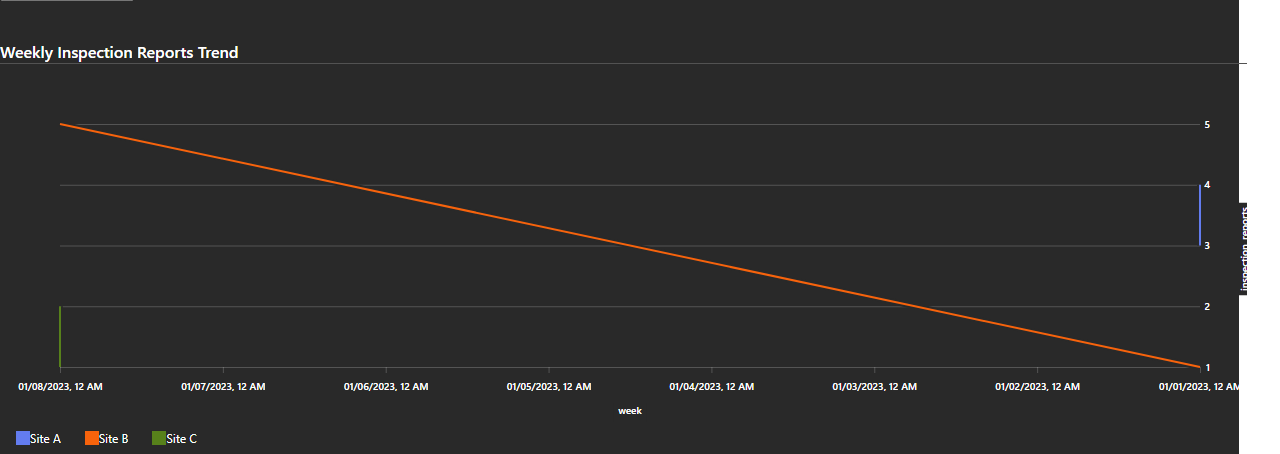 Weekly Inspection Reports Trend
5
4
3
2
1
inspection_reports
01/08/2023, 12 AM 01/07/2023, 12 AM 01/06/2023, 12 AM 01/05/2023, 12 AM 01/04/2023, 12 AM 01/03/2023, 12 AM 01/02/2023, 12 AM 01/01/2023, 12 AM
week
Site A Site B Site C